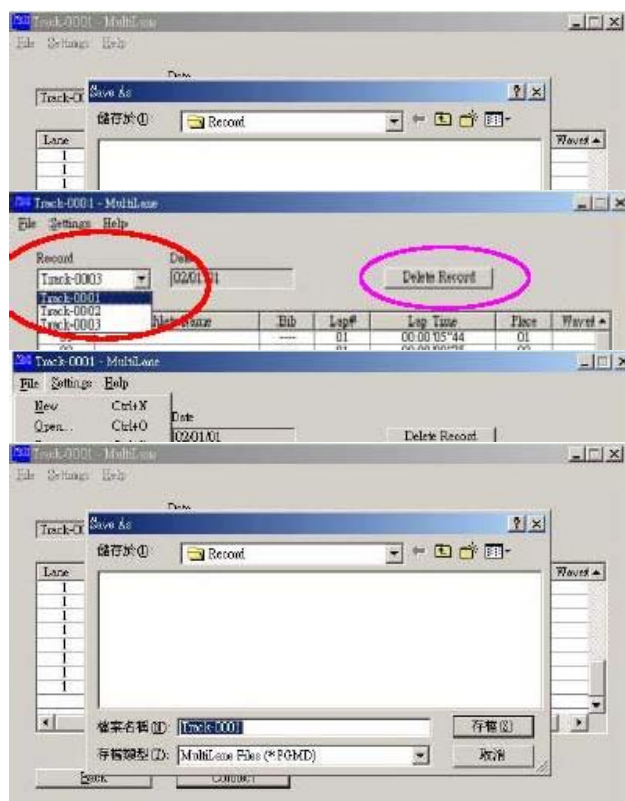 Track-0001 - MultiLane
File Settings Help
Date
Save As
儲存於(I): Record
Lane
1
1
1
Track-0001 - MultiLane
File Settings Help
Record Date
Track-0003 02/01/01 Delete Record
Track-0001
Track-0002
Track-0003
Bib Lap# Lap Time Place
---- 01 00:00'05"44 01
Track-0001 - MultiLane
File Settings Help
New Ctrl+N
Open... Ctrl+O
Date
02/01/01 Delete Record
Track-0001 - MultiLane
File Settings Help
Date
Save As
儲存於(I): Record
Lane
1
1
1
1
1
1
1
1
檔案名稱(N): Track-0001 存檔(S)
存檔類型(T): MultiLane Files (*.PGMD) 取消
Back Connect